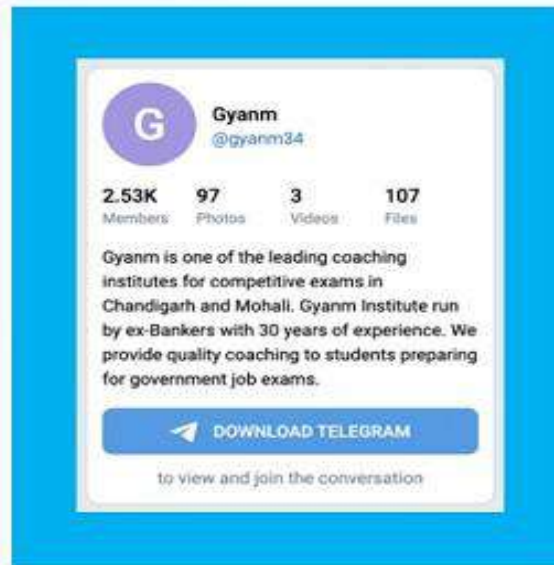 G
Gyanm
@gyanm34
2.53K 97 3 107
Members Photos Videos Files
Gyanm is one of the leading coaching
institutes for competitive exams in
Chandigarh and Mohali. Gyanm Institute run
by ex-Bankers with 30 years of experience. We
provide quality coaching to students preparing
for government job exams.
DOWNLOAD TELEGRAM
to view and join the conversation